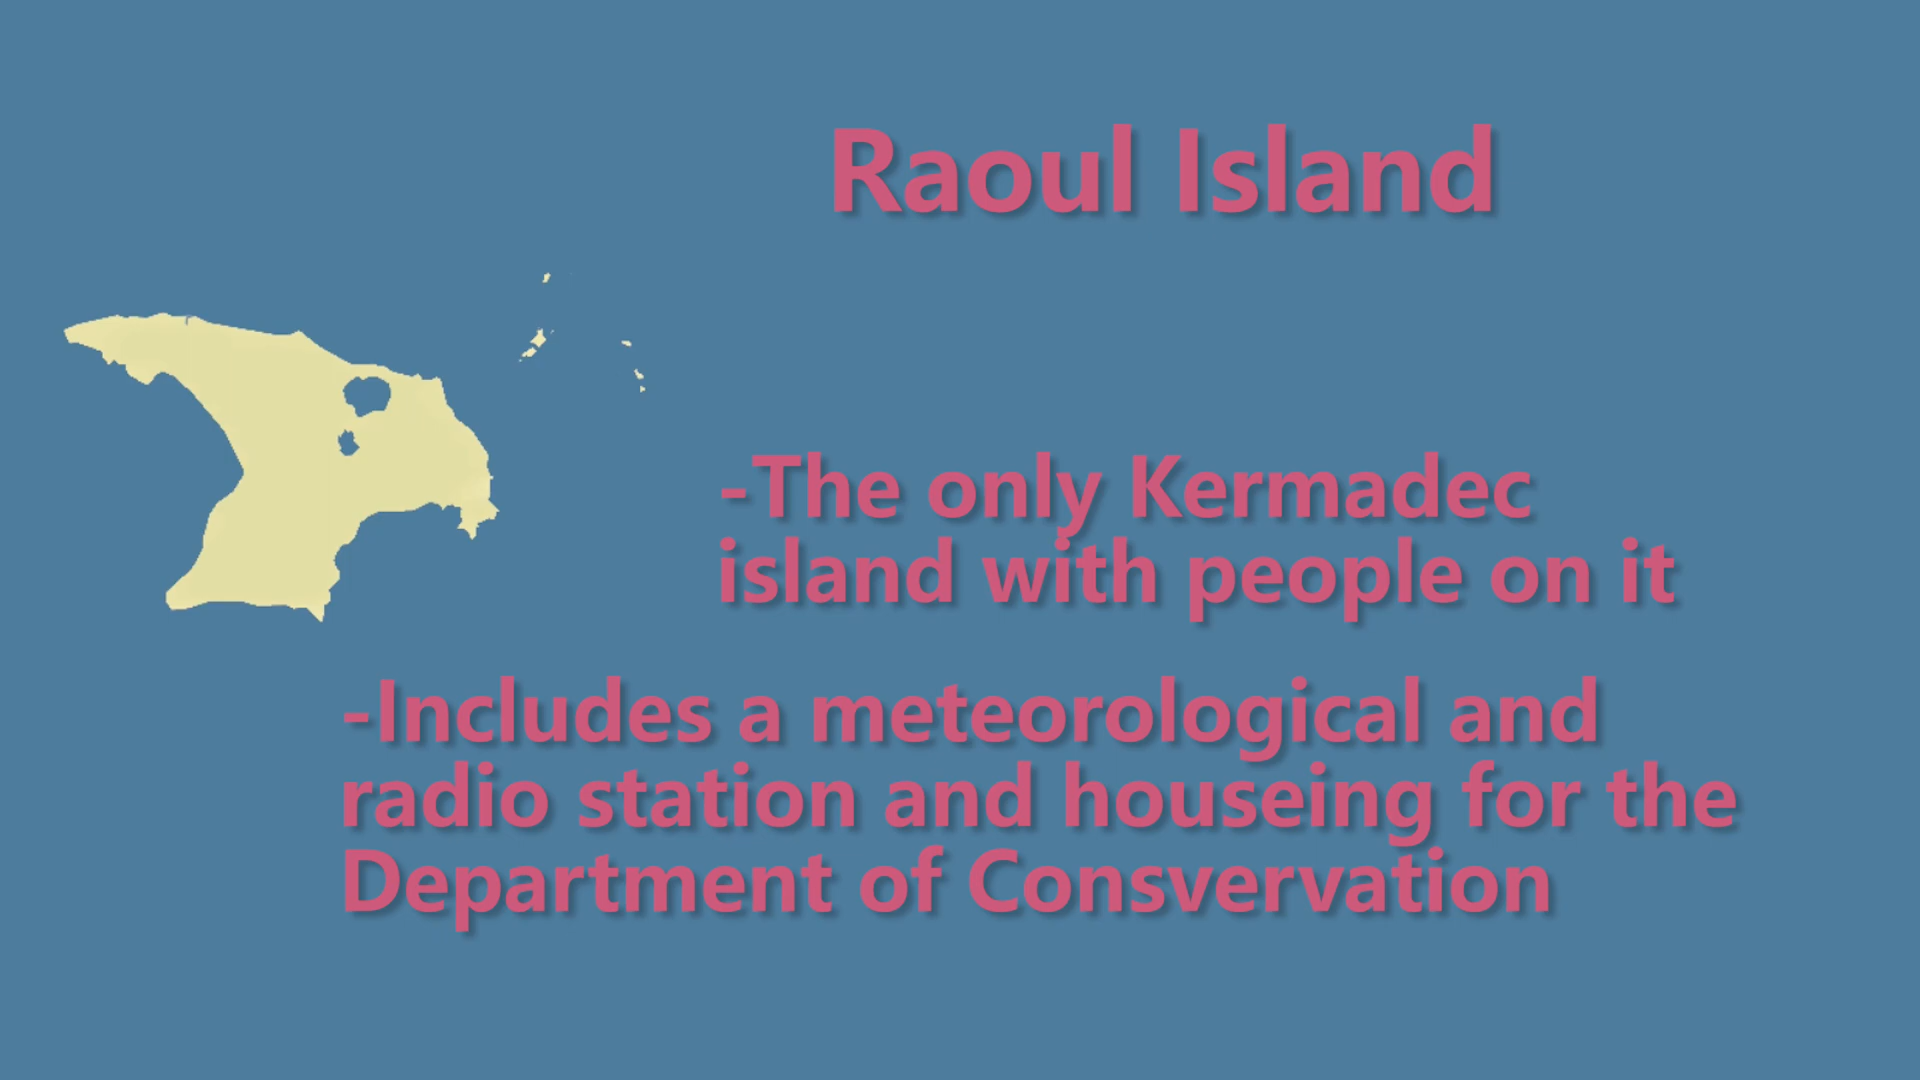 Raoul Island
-The only Kermadec
island with people on it
-Includes a meteorological and
radio station and houseing for the
Department of Consvervation